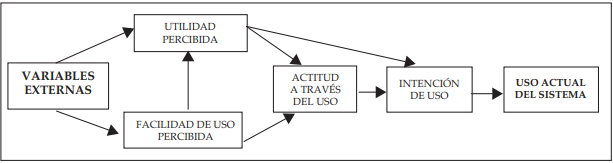 UTILIDAD
PERCIBIDA
VARIABLES
EXTERNAS
FACILIDAD DE USO
PERCIBIDA
ACTITUD
A TRAVÉS
DEL USO
INTENCIÓN
DE USO
USO ACTUAL
DEL SISTEMA